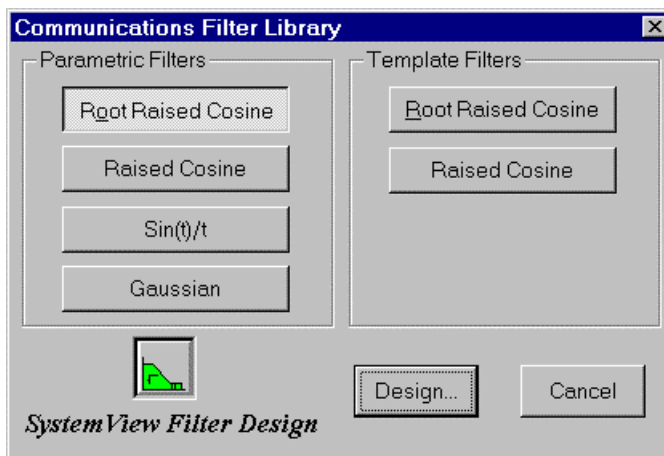 Communications Filter Library
Parametric Filters
Root Raised Cosine
Raised Cosine
Sin(t)/t
Gaussian
Template Filters
Root Raised Cosine
Raised Cosine
SystemView Filter Design
Design...
Cancel